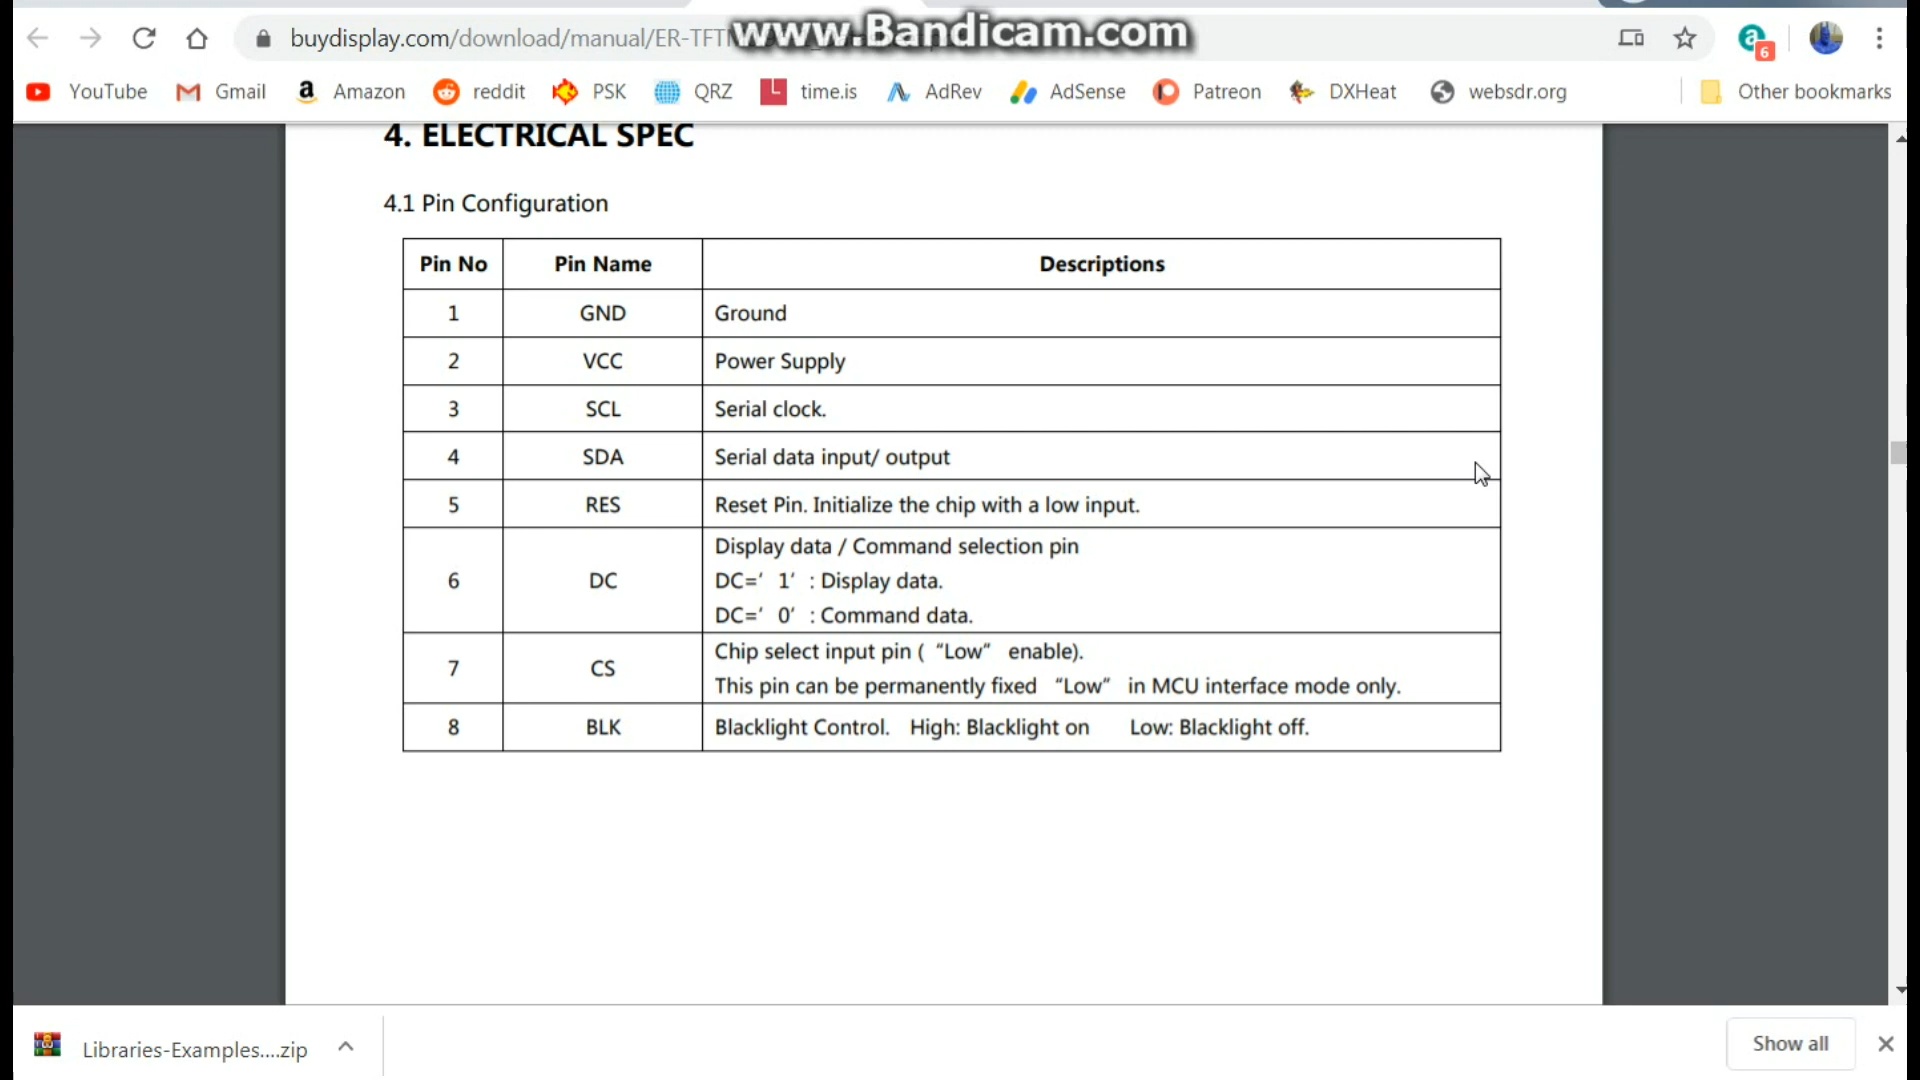 www.Bandicam.com
buydisplay.com/download/manual/ER-TFT
6
YouTube Gmail Amazon reddit PSK QRZ time.is AdRev AdSense Patreon DXHeat websdr.org Other bookmarks
4. ELECTRICAL SPEC
4.1 Pin Configuration
Pin No Pin Name Descriptions
1 GND Ground
2 VCC Power Supply
3 SCL Serial clock.
4 SDA Serial data input/ output
5 RES Reset Pin. Initialize the chip with a low input.
Display data / Command selection pin
6 DC DC=′ 1′ : Display data.
DC=′ 0′ : Command data.
7 CS Chip select input pin ( “Low” enable).
This pin can be permanently fixed “Low” in MCU interface mode only.
8 BLK Blacklight Control. High: Blacklight on Low: Blacklight off.
Libraries-Examples....zip
Show all